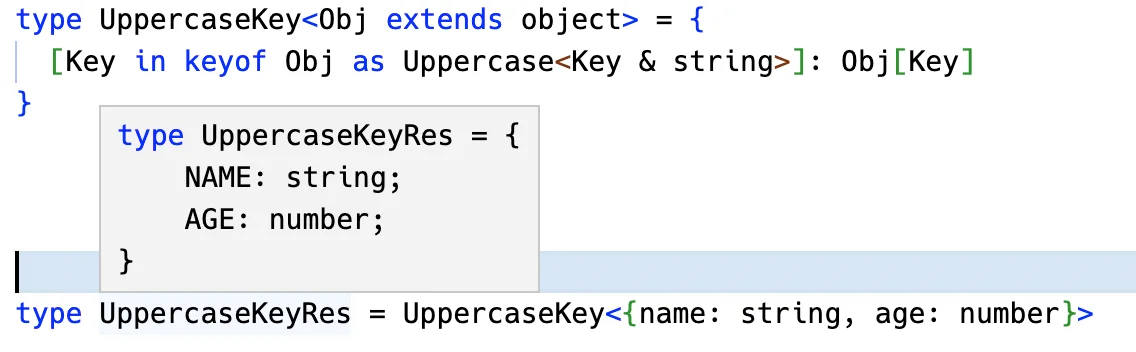 type UppercaseKey<Obj extends object> = {
  [Key in keyof Obj as Uppercase<Key & string>]: Obj[Key]
}
type UppercaseKeyRes = {
    NAME: string;
    AGE: number;
}
type UppercaseKeyRes = UppercaseKey<{name: string, age: number}>